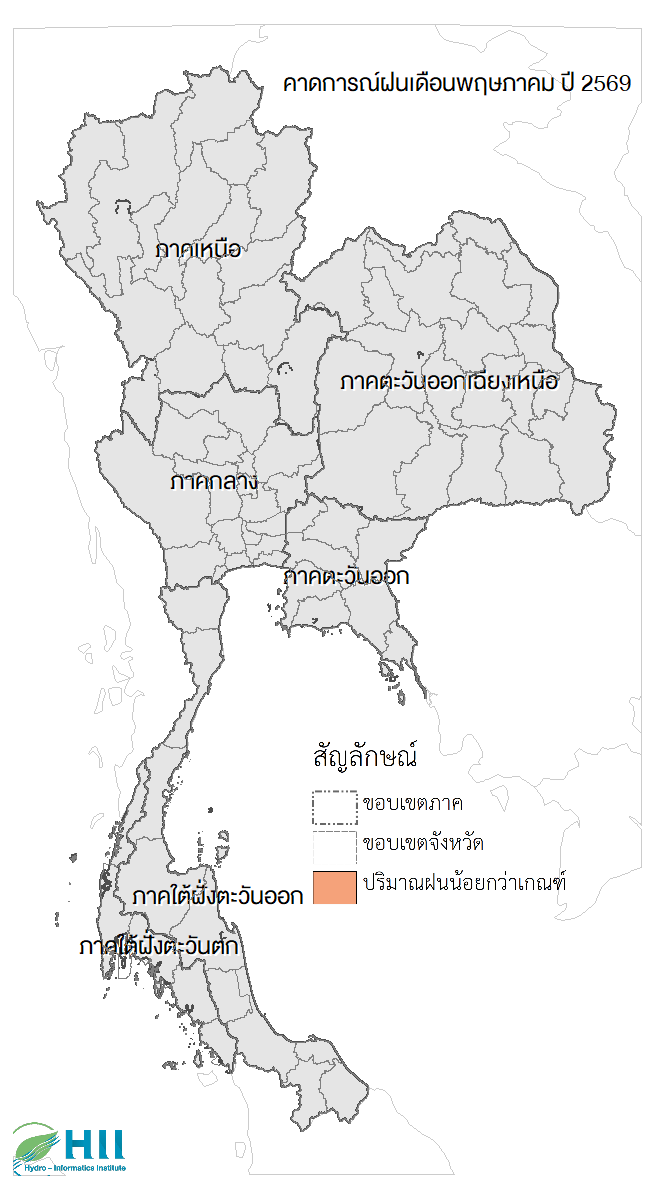 คาดการณ์ฝนเดือนพฤษภาคม ปี 2569
ภาคเหนือ
ภาคตะวันออกเฉียงเหนือ
ภาคกลาง
ภาคตะวันออก
สัญลักษณ์
ขอบเขตภาค
ขอบเขตจังหวัด
ปริมาณฝนน้อยกว่าเกณฑ์
ภาคใต้ฝั่งตะวันออก
ภาคใต้ฝั่งตะวันตก
HII
Hydro – Informatics Institute